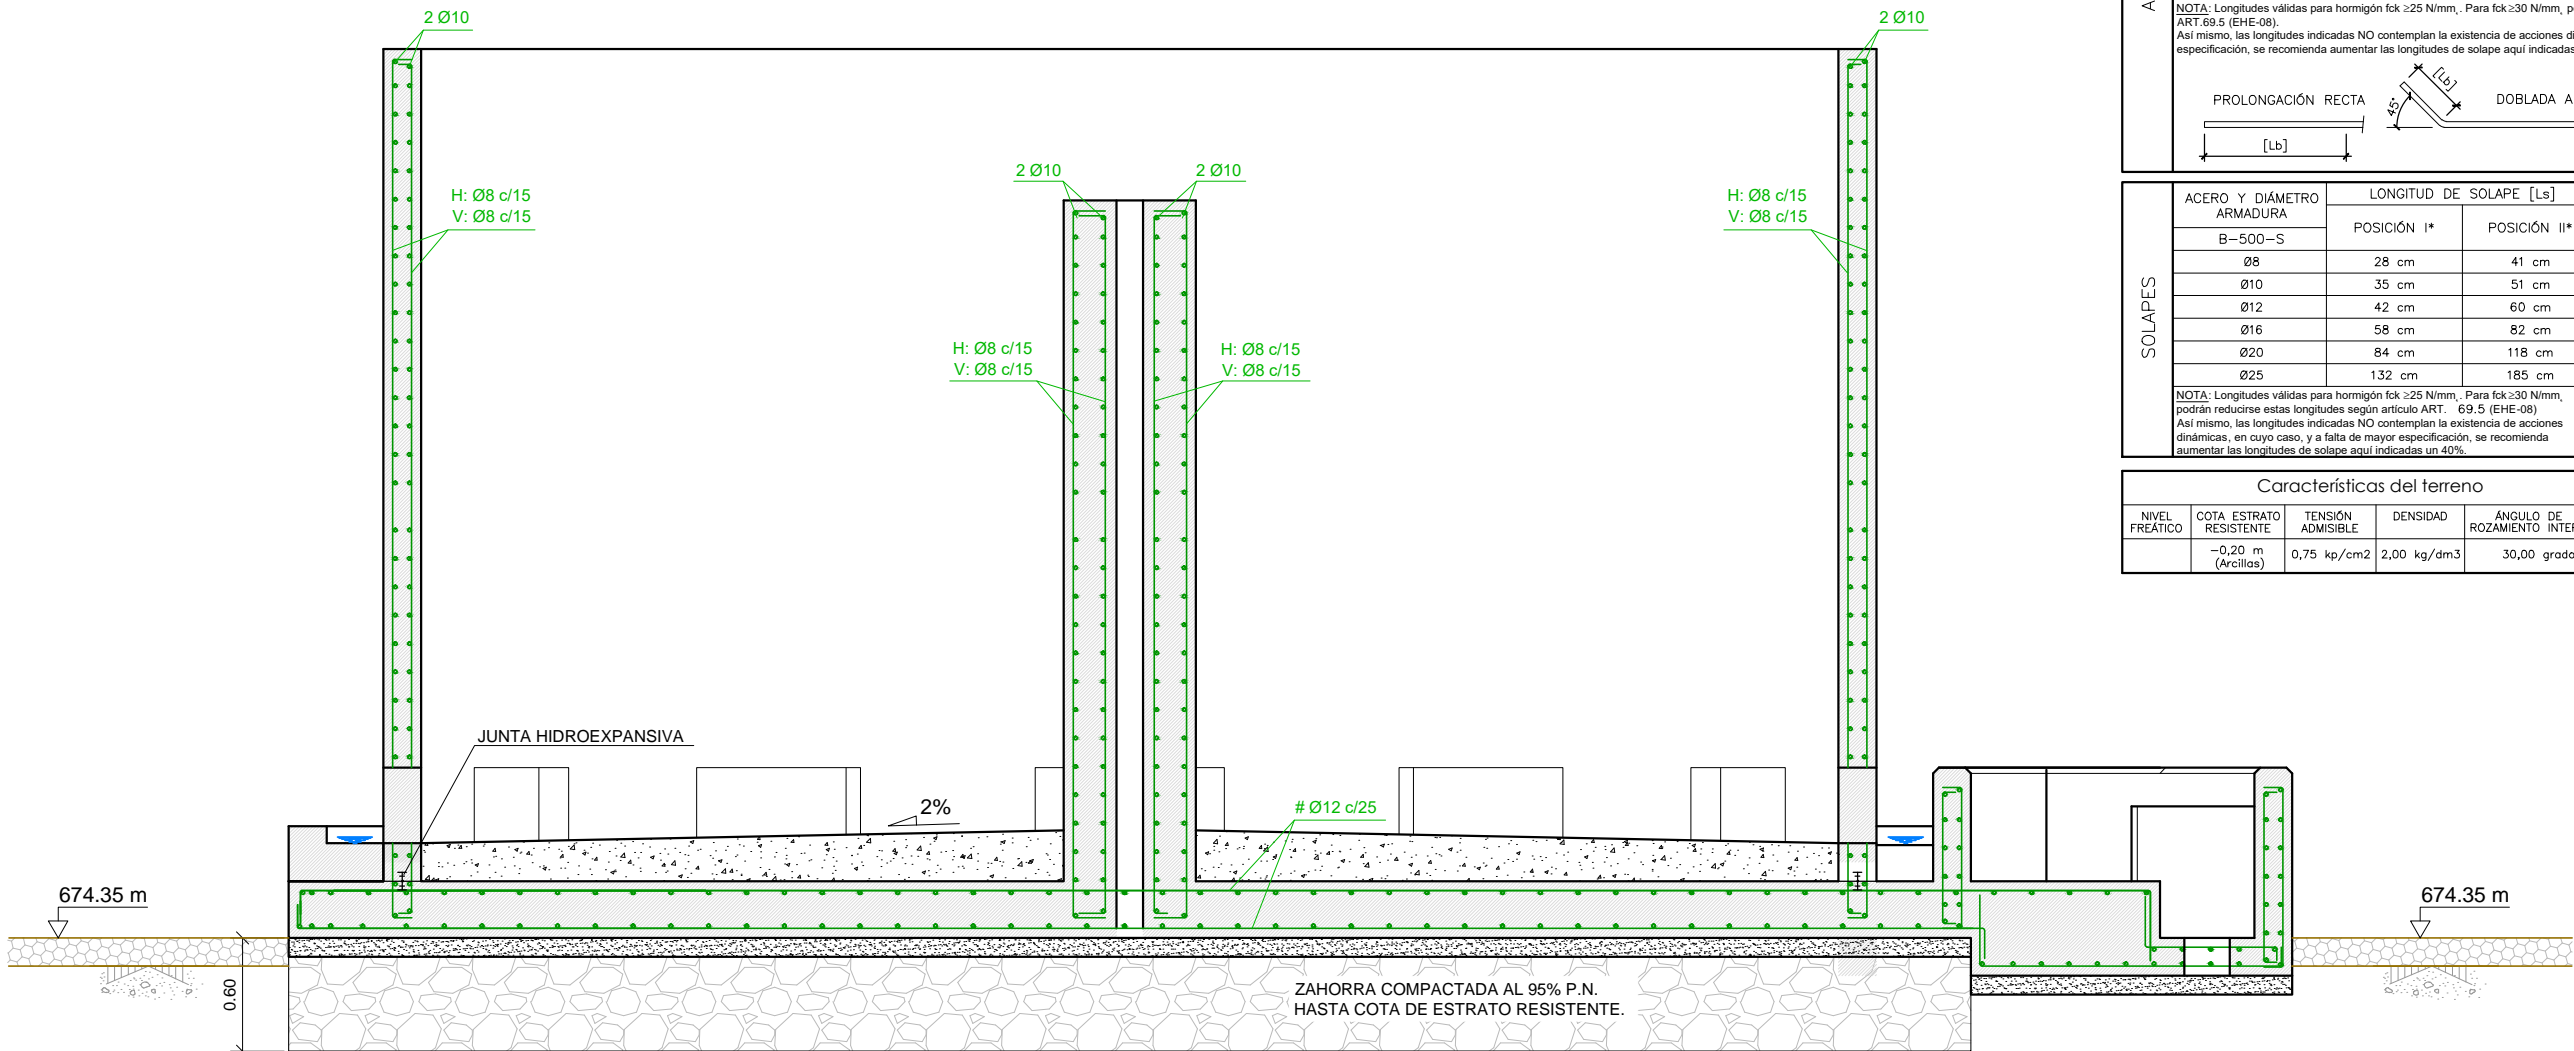 2 Ø10
2 Ø10
2 Ø10
2 Ø10
H: Ø8 c/15
V: Ø8 c/15
H: Ø8 c/15
V: Ø8 c/15
H: Ø8 c/15
V: Ø8 c/15
H: Ø8 c/15
V: Ø8 c/15
JUNTA HIDROEXPANSIVA
2%
# Ø12 c/25
674.35 m
674.35 m
0.60
ZAHORRA COMPACTADA AL 95% P.N.
HASTA COTA DE ESTRATO RESISTENTE.
NOTA: Longitudes válidas para hormigón fck ≥25 N/mm. Para fck≥30 N/mm,
ART.69.5 (EHE-08).
Así mismo, las longitudes indicadas NO contemplan la existencia de acciones
especificación, se recomienda aumentar las longitudes de solape aquí indicadas
PROLONGACIÓN RECTA
[Lb]
45°
[Lb]
DOBLADA A
SOLAPES
ACERO Y DIÁMETRO
ARMADURA
LONGITUD DE SOLAPE [Ls]
B-500-S
POSICIÓN I*
POSICIÓN II*
Ø8 28 cm 41 cm
Ø10 35 cm 51 cm
Ø12 42 cm 60 cm
Ø16 58 cm 82 cm
Ø20 84 cm 118 cm
Ø25 132 cm 185 cm
NOTA: Longitudes válidas para hormigón fck ≥25 N/mm. Para fck≥30 N/mm,
podrán reducirse estas longitudes según artículo ART. 69.5 (EHE-08)
Así mismo, las longitudes indicadas NO contemplan la existencia de acciones
dinámicas, en cuyo caso, y a falta de mayor especificación, se recomienda
aumentar las longitudes de solape aquí indicadas un 40%.
Características del terreno
NIVEL
FREÁTICO
COTA ESTRATO
RESISTENTE
TENSIÓN
ADMISIBLE
DENSIDAD
ÁNGULO DE
ROZAMIENTO
-0,20 m
(Arcillas)
0,75 kp/cm2
2,00 kg/dm3
30,00